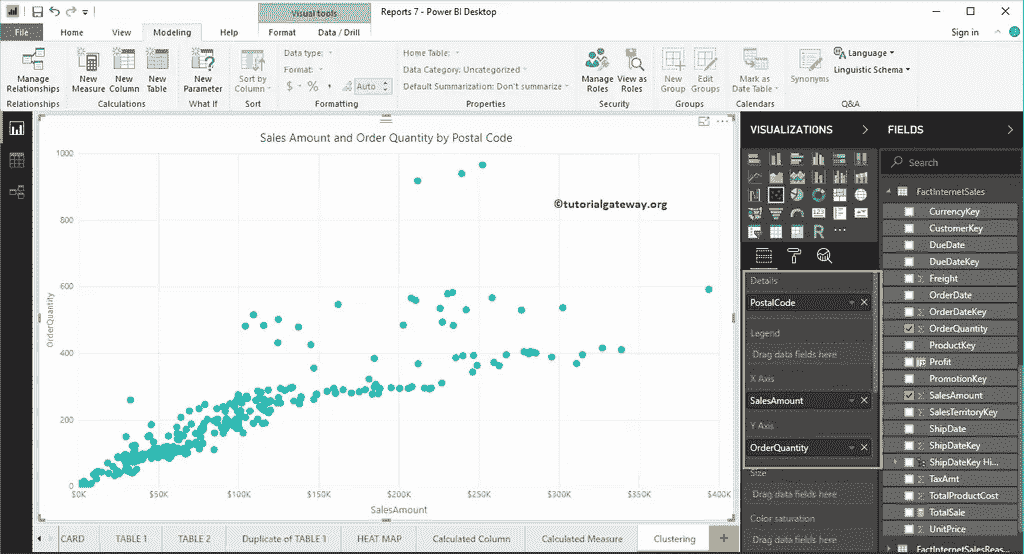 Visual tools
Reports 7 - Power BI Desktop
File Home View Modeling Help Format Data / Drill
Sign in
Manage Relationships
Relationships
New Measure
New Column
New Table
Calculations
New Parameter
What If
Sort by Column
Sort
Data type:
Format:
$ % , Auto
Formatting
Home Table:
Data Category: Uncategorized
Default Summarization: Don't summarize
Properties
Manage Roles
View as Roles
Security
New Group
Edit Groups
Groups
Mark as Date Table
Calendars
Synonyms
Language
Linguistic Schema
Q&A
Sales Amount and Order Quantity by Postal Code
©tutorialgateway.org
OrderQuantity
1000
800
600
400
200
0
$0K $50K $100K $150K $200K $250K $300K $350K $400K
SalesAmount
VISUALIZATIONS
R
Details
PostalCode
Legend
Drag data fields here
X Axis
SalesAmount
Y Axis
OrderQuantity
Size
Drag data fields here
Color saturation
Drag data fields here
FIELDS
Search
FactInternetSales
CurrencyKey
CustomerKey
DueDate
DueDateKey
Freight
OrderDate
OrderDateKey
OrderQuantity
ProductKey
Profit
PromotionKey
SalesAmount
SalesTerritoryKey
ShipDate
ShipDateKey
ShipDateKey Hi...
TaxAmt
TotalProductCost
TotalSale
UnitPrice
FactInternetSalesReas...
CARD TABLE 1 TABLE 2 Duplicate of TABLE 1 HEAT MAP Calculated Column Calculated Measure Clustering +